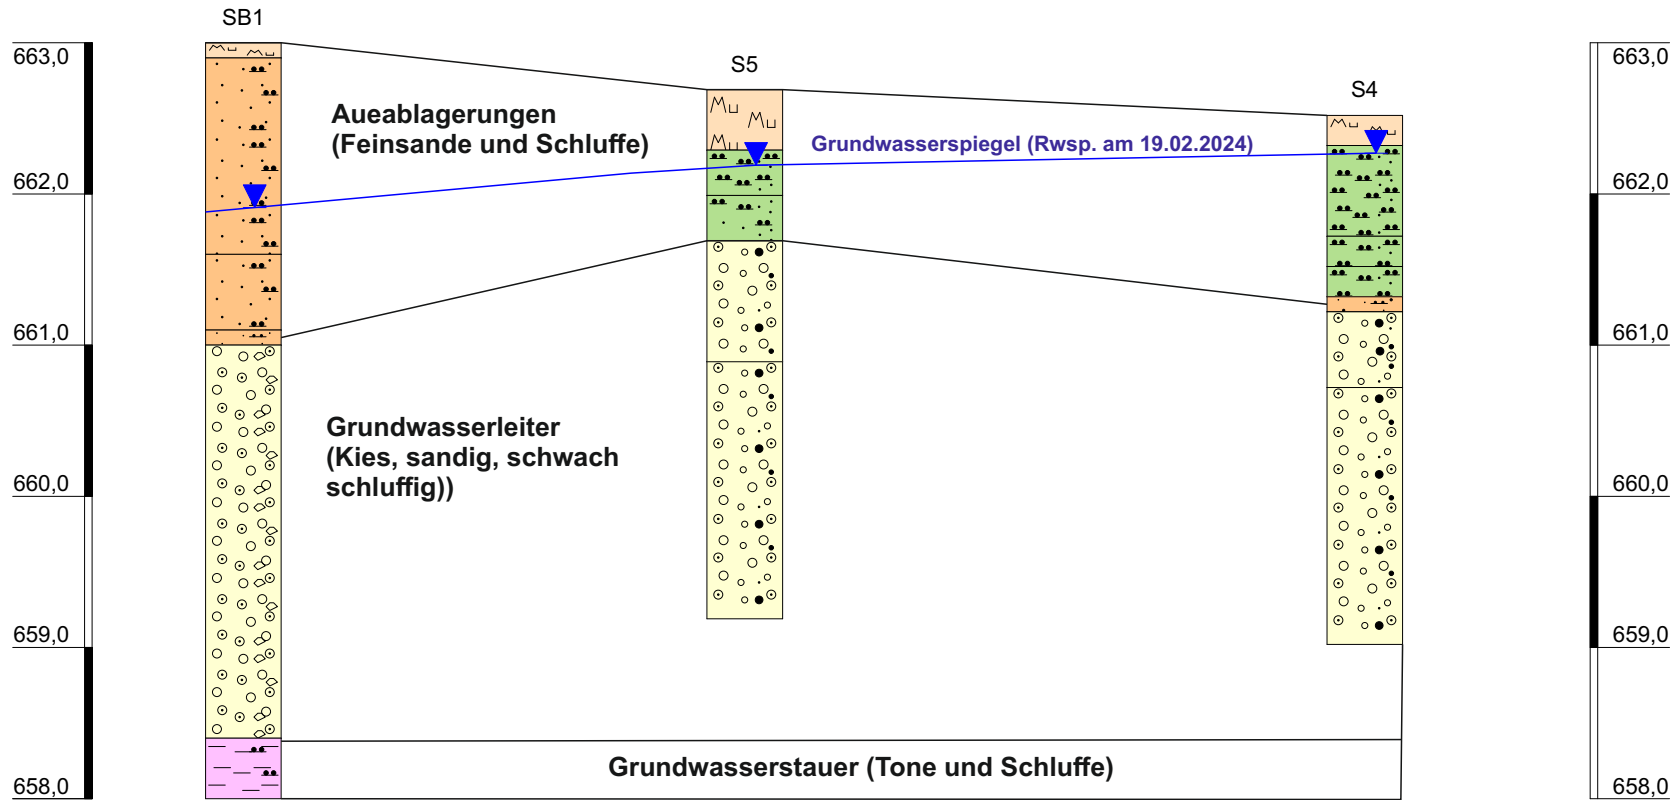 SB1
663,0
663,0
S5
S4
Aueablagerungen
(Feinsande und Schluffe)
Grundwasserspiegel (Rwsp. am 19.02.2024)
662,0
662,0
661,0
661,0
Grundwasserleiter
(Kies, sandig, schwach
schluffig))
660,0
660,0
659,0
659,0
Grundwasserstauer (Tone und Schluffe)
658,0
658,0